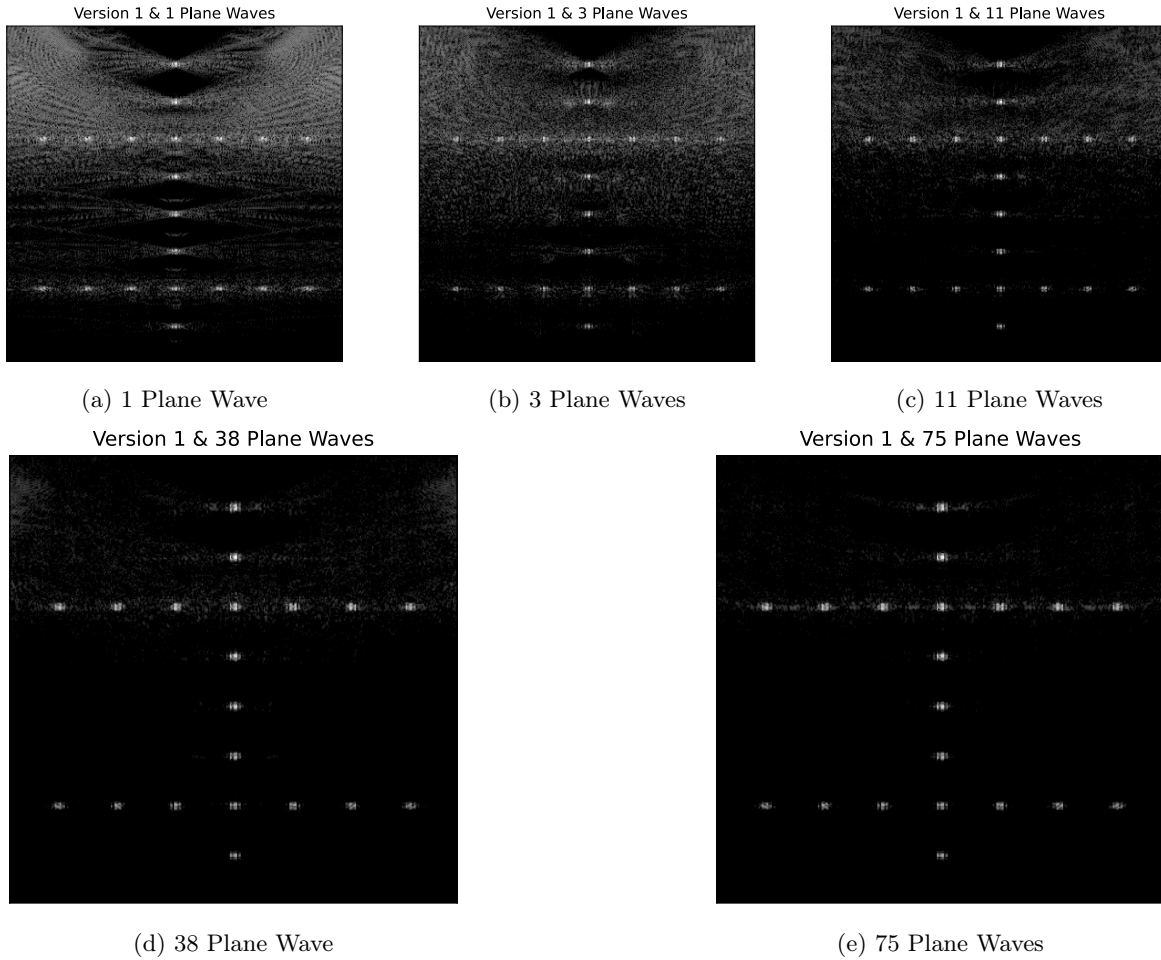 Version 1 & 1 Plane Waves
Version 1 & 3 Plane Waves
Version 1 & 11 Plane Waves
(a) 1 Plane Wave
(b) 3 Plane Waves
(c) 11 Plane Waves
Version 1 & 38 Plane Waves
Version 1 & 75 Plane Waves
(d) 38 Plane Wave
(e) 75 Plane Waves